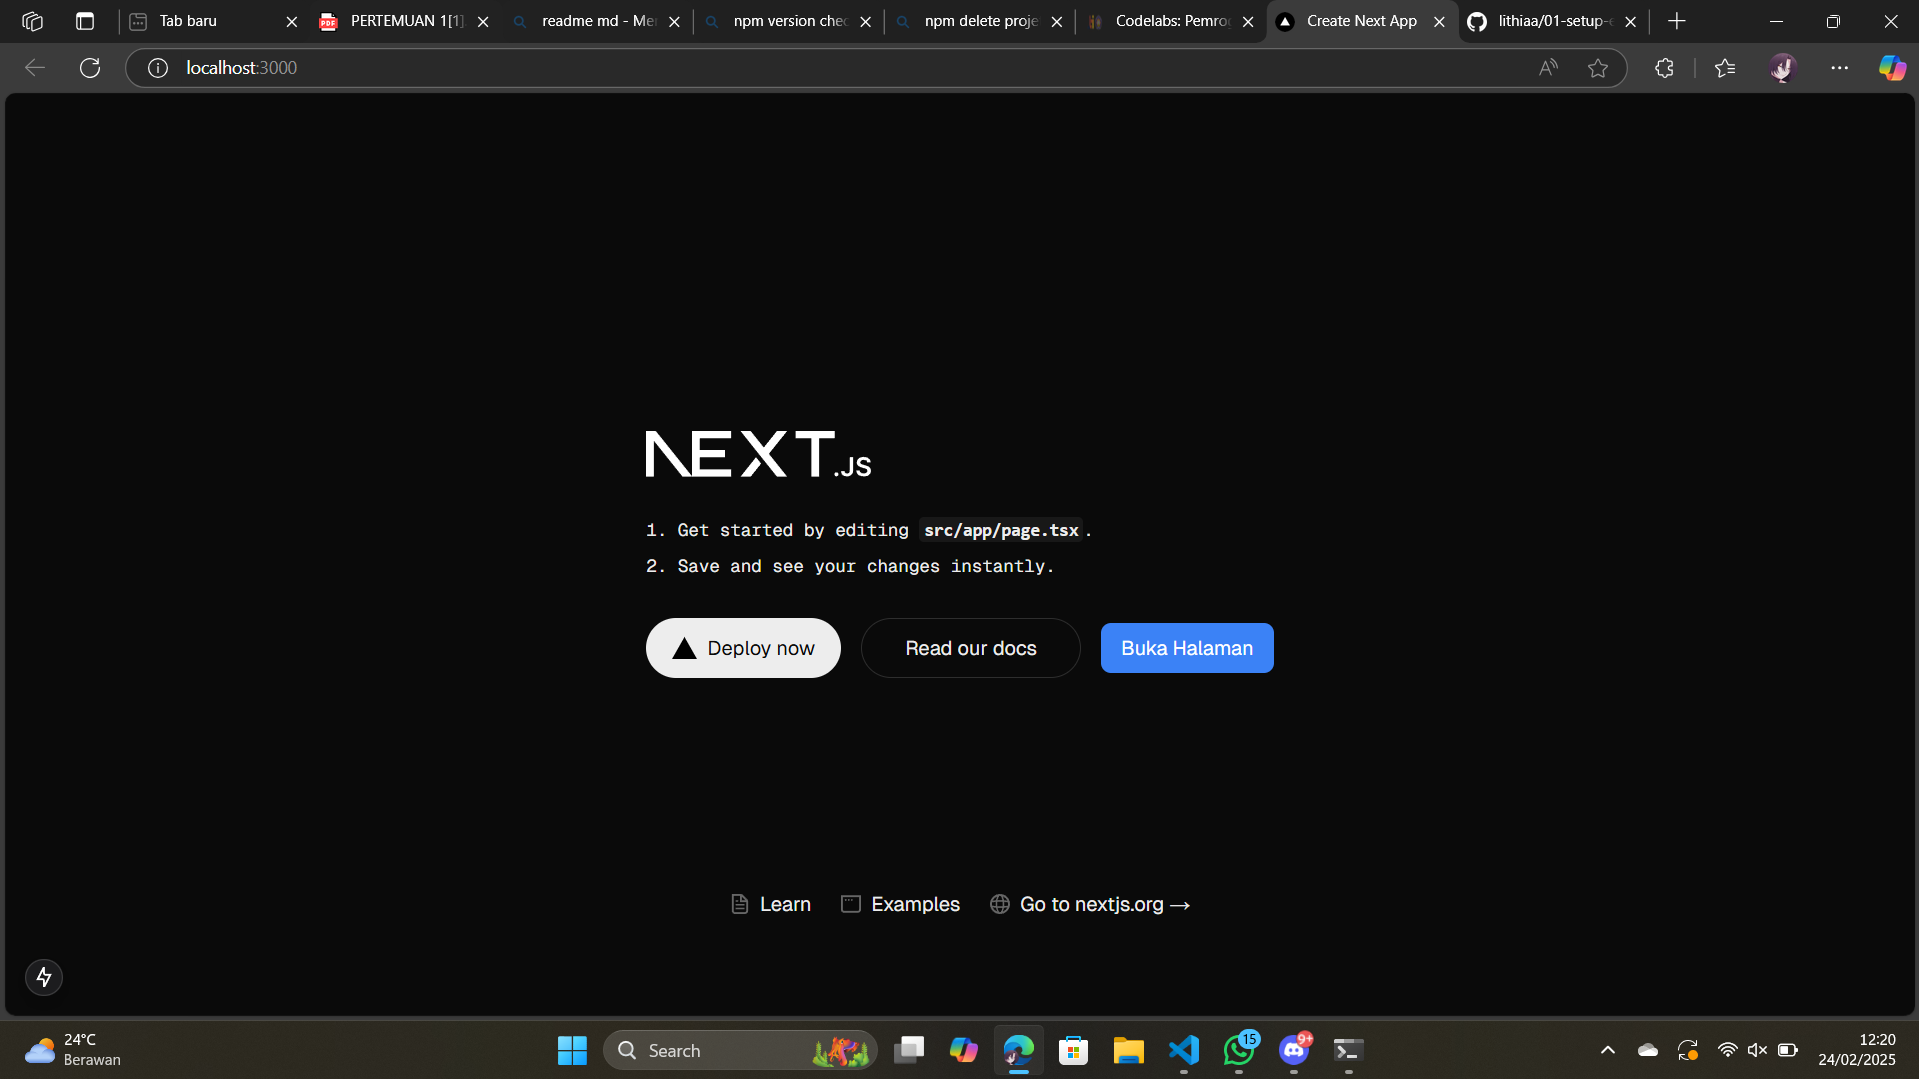 Tab baru
PERTEMUAN 1[1]
readme md - Mer
npm version chec
npm delete proje
Codelabs: Pemro
Create Next App
lithiaa/01-setup-e
localhost:3000
NEXT.JS
1. Get started by editing src/app/page.tsx.
2. Save and see your changes instantly.
Deploy now
Read our docs
Buka Halaman
Learn
Examples
Go to nextjs.org →
24°C
Berawan
Search
15
9+
12:20
24/02/2025